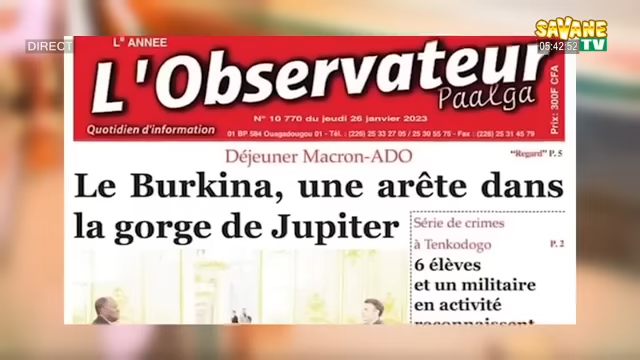 DIRECT
SAVANE
TV
05:42:52
L° ANNEE
L'Observateur
Paalga
Prix: 300F CFA
N° 10 770 du jeudi 26 janvier 2023
Quotidien d'information
01 BP 584 Ouagadougou 01 - Tél. : (226) 25 33 27 05 / 25 30 55 75 - Fax : (226) 25 31 45 79
Déjeuner Macron-ADO
"Regard" P. 5
Le Burkina, une arête dans
la gorge de Jupiter
Série de crimes
à Tenkodogo
P. 2
6 élèves
et un militaire
en activité
reconnaissent